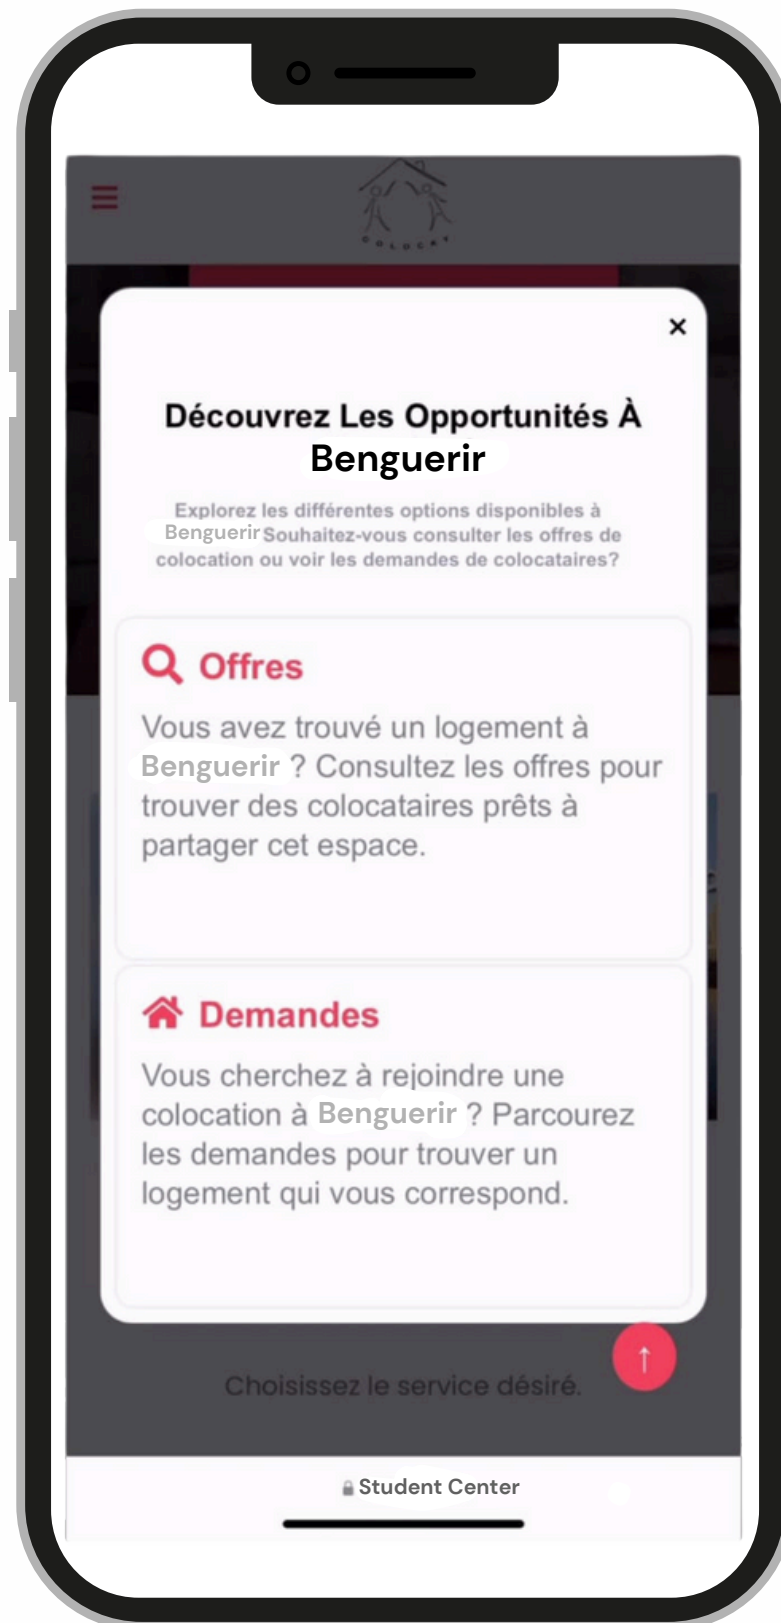 COLOCKY
×
Découvrez Les Opportunités À
Benguerir
Explorez les différentes options disponibles à
Benguerir Souhaitez-vous consulter les offres de
colocation ou voir les demandes de colocataires?
Offres
Vous avez trouvé un logement à
Benguerir ? Consultez les offres pour
trouver des colocataires prêts à
partager cet espace.
Demandes
Vous cherchez à rejoindre une
colocation à Benguerir ? Parcourez
les demandes pour trouver un
logement qui vous correspond.
↑
Choisissez le service désiré.
Student Center